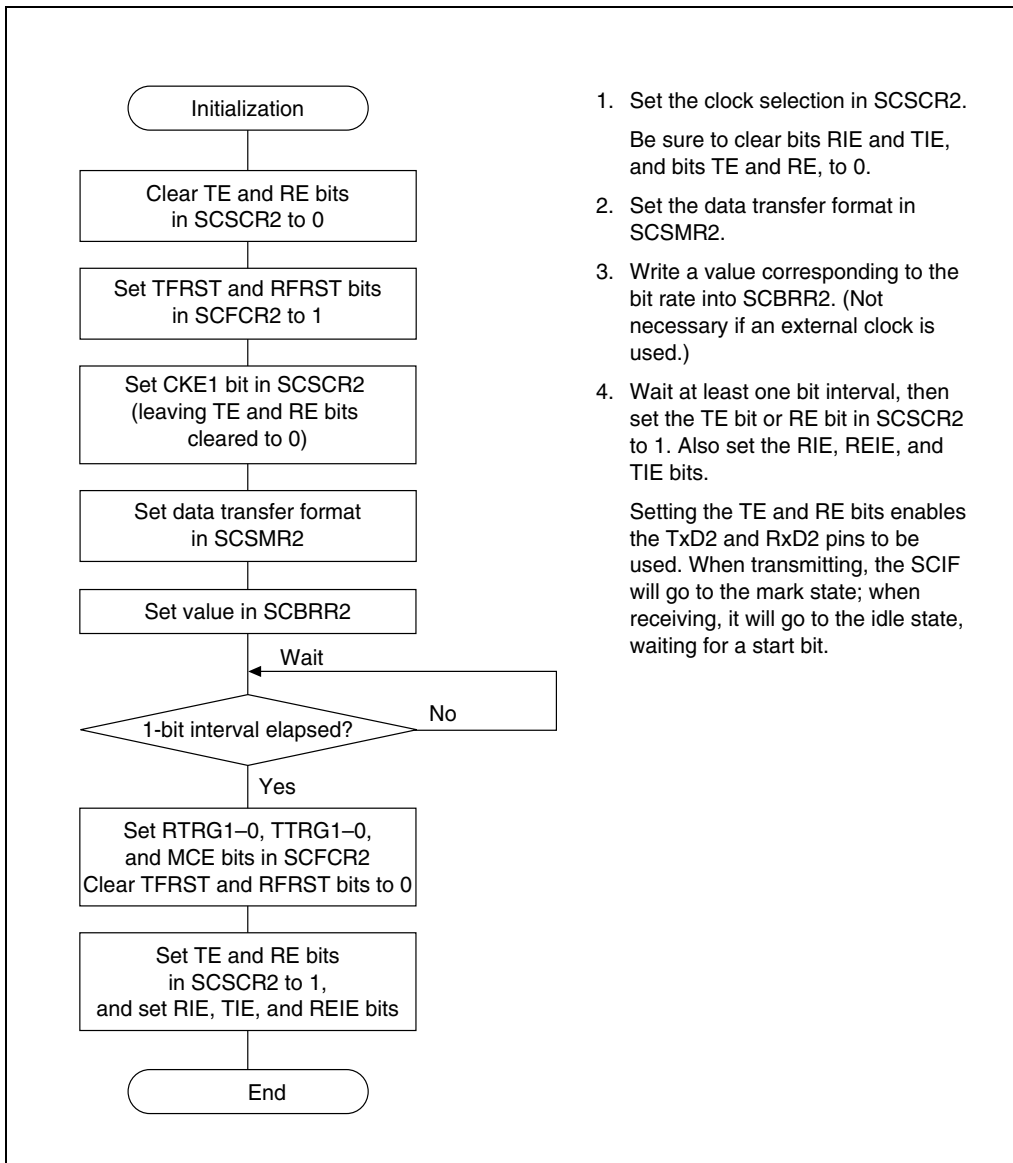 Initialization
Clear TE and RE bits
in SCSCR2 to 0
Set TFRST and RFRST bits
in SCFCR2 to 1
Set CKE1 bit in SCSCR2
(leaving TE and RE bits
cleared to 0)
Set data transfer format
in SCSMR2
Set value in SCBRR2
Wait
1-bit interval elapsed?
No
Yes
Set RTRG1–0, TTRG1–0,
and MCE bits in SCFCR2
Clear TFRST and RFRST bits to 0
Set TE and RE bits
in SCSCR2 to 1,
and set RIE, TIE, and REIE bits
End
1. Set the clock selection in SCSCR2.
Be sure to clear bits RIE and TIE,
and bits TE and RE, to 0.
2. Set the data transfer format in
SCSMR2.
3. Write a value corresponding to the
bit rate into SCBRR2. (Not
necessary if an external clock is
used.)
4. Wait at least one bit interval, then
set the TE bit or RE bit in SCSCR2
to 1. Also set the RIE, REIE, and
TIE bits.
Setting the TE and RE bits enables
the TxD2 and RxD2 pins to be
used. When transmitting, the SCIF
will go to the mark state; when
receiving, it will go to the idle state,
waiting for a start bit.